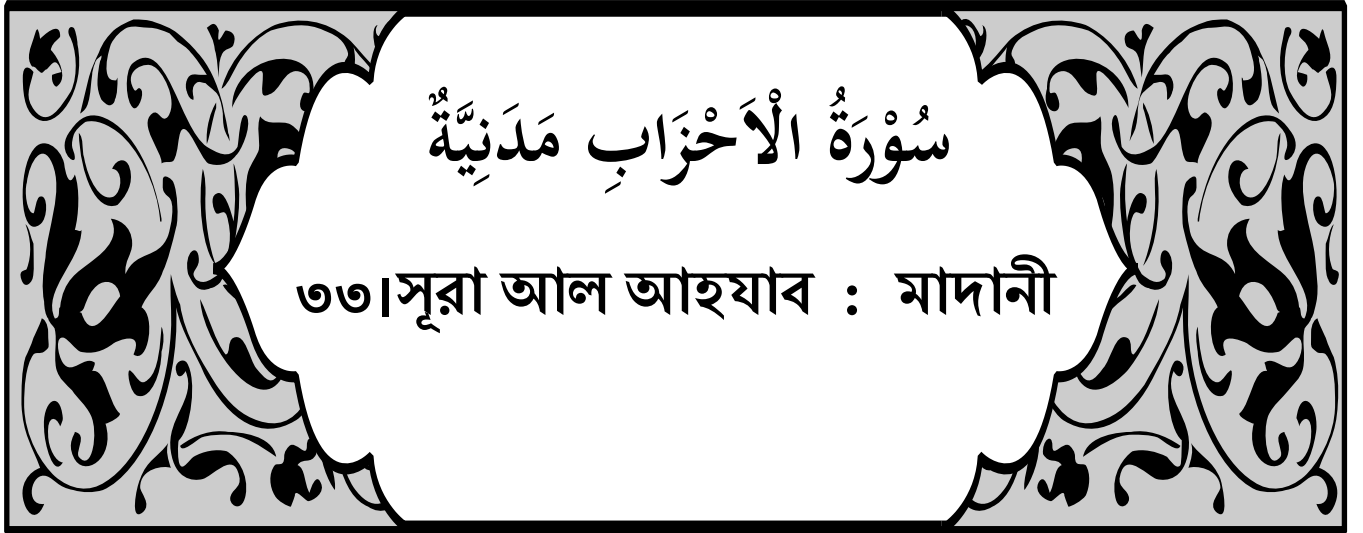 سُوْرَةُ الْاَحْزَابِ مَدَنِيَّةٌ
৩৩।সূরা আল আহযাব : মাদানী